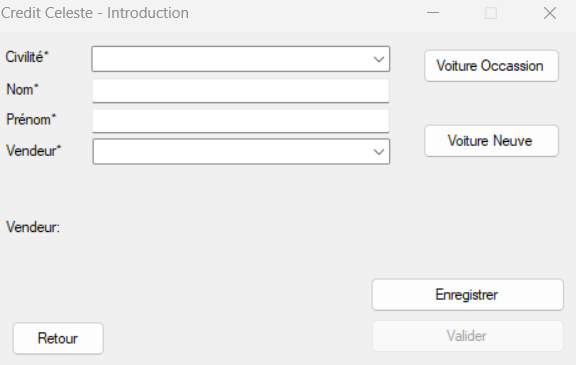 Credit Celeste - Introduction
Civilité*
Voiture Occassion
Nom*
Prénom*
Voiture Neuve
Vendeur*
Vendeur:
Enregistrer
Valider
Retour